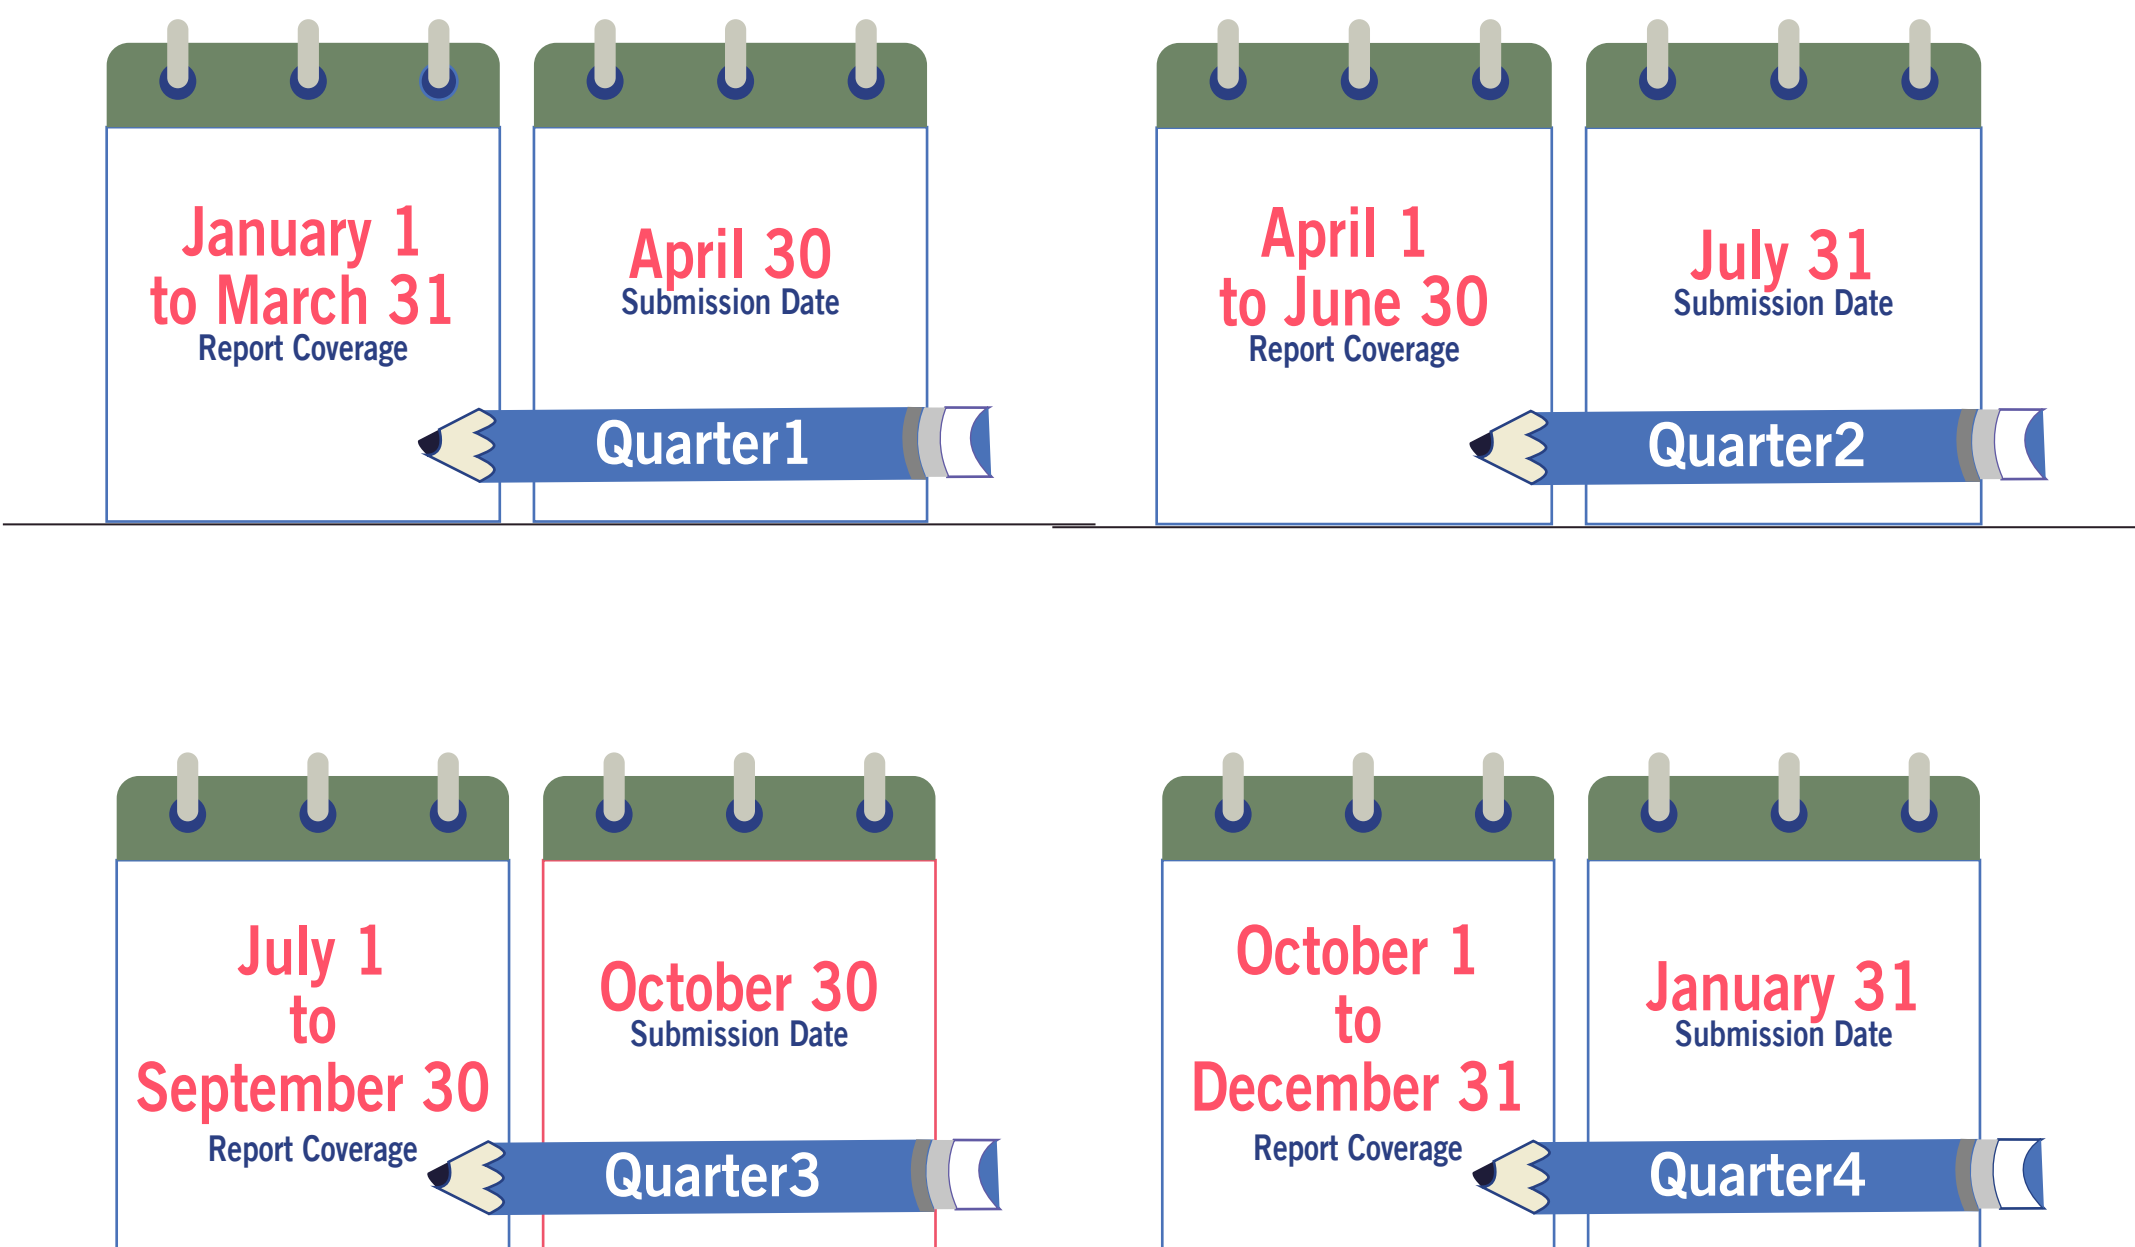 January 1
to March 31
Report Coverage
April 30
Submission Date
Quarter1
April 1
to June 30
Report Coverage
July 31
Submission Date
Quarter2
July 1
to
September 30
Report Coverage
October 30
Submission Date
Quarter3
October 1
to
December 31
Report Coverage
January 31
Submission Date
Quarter4